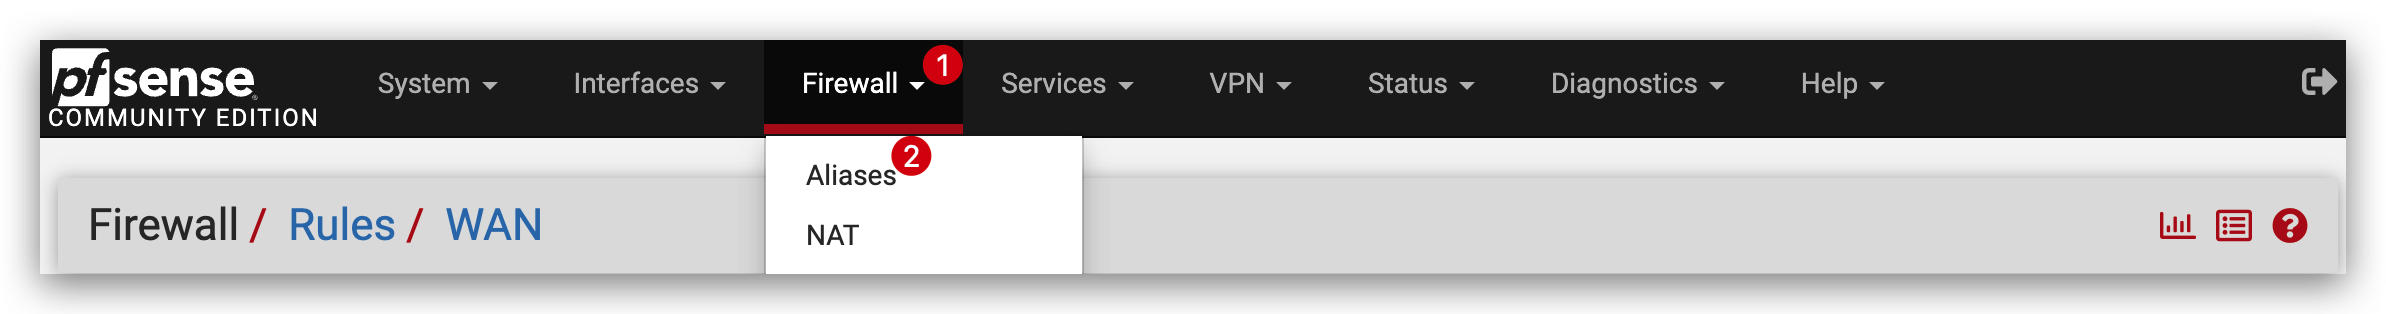 pfsense®
COMMUNITY EDITION
System Interfaces Firewall 1 Services VPN Status Diagnostics Help
Aliases 2
NAT
Firewall / Rules / WAN
?